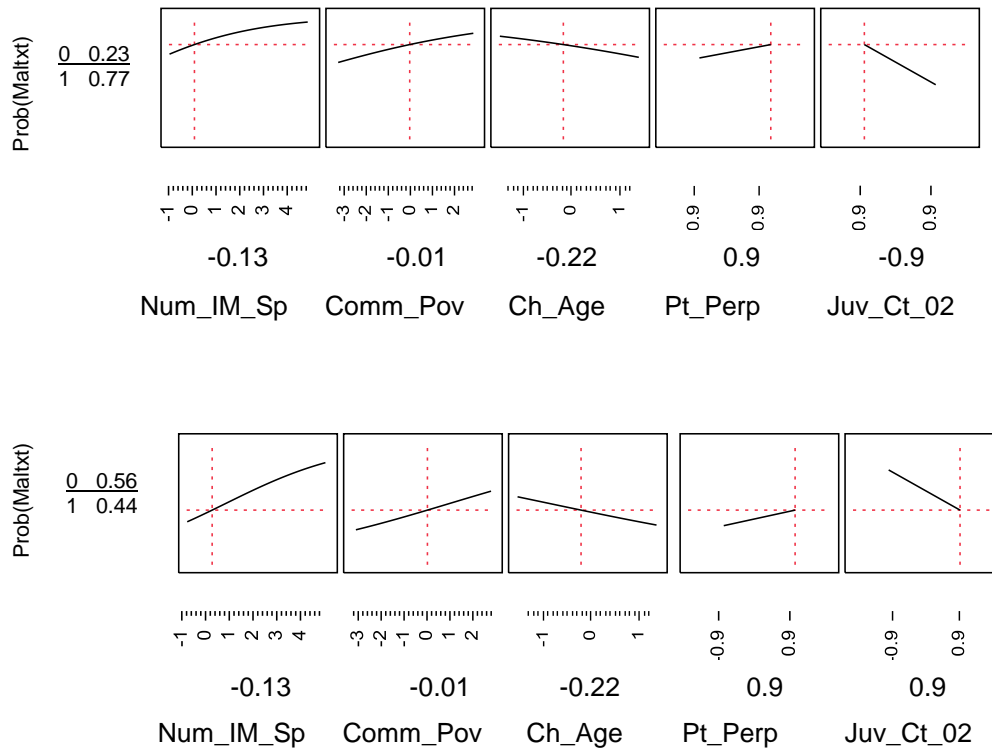 Prob(Maltxt)
0 0.23
1 0.77
-1 0 1 2 3 4
-3 -2 -1 0 1 2
-1 0 1
0.9 0.9
0.9 0.9
-0.13 -0.01 -0.22 0.9 -0.9
Num_IM_Sp Comm_Pov Ch_Age Pt_Perp Juv_Ct_02
Prob(Maltxt)
0 0.56
1 0.44
-1 0 1 2 3 4
-3 -2 -1 0 1 2
-1 0 1
-0.9 0.9
-0.9 0.9
-0.13 -0.01 -0.22 0.9 0.9
Num_IM_Sp Comm_Pov Ch_Age Pt_Perp Juv_Ct_02